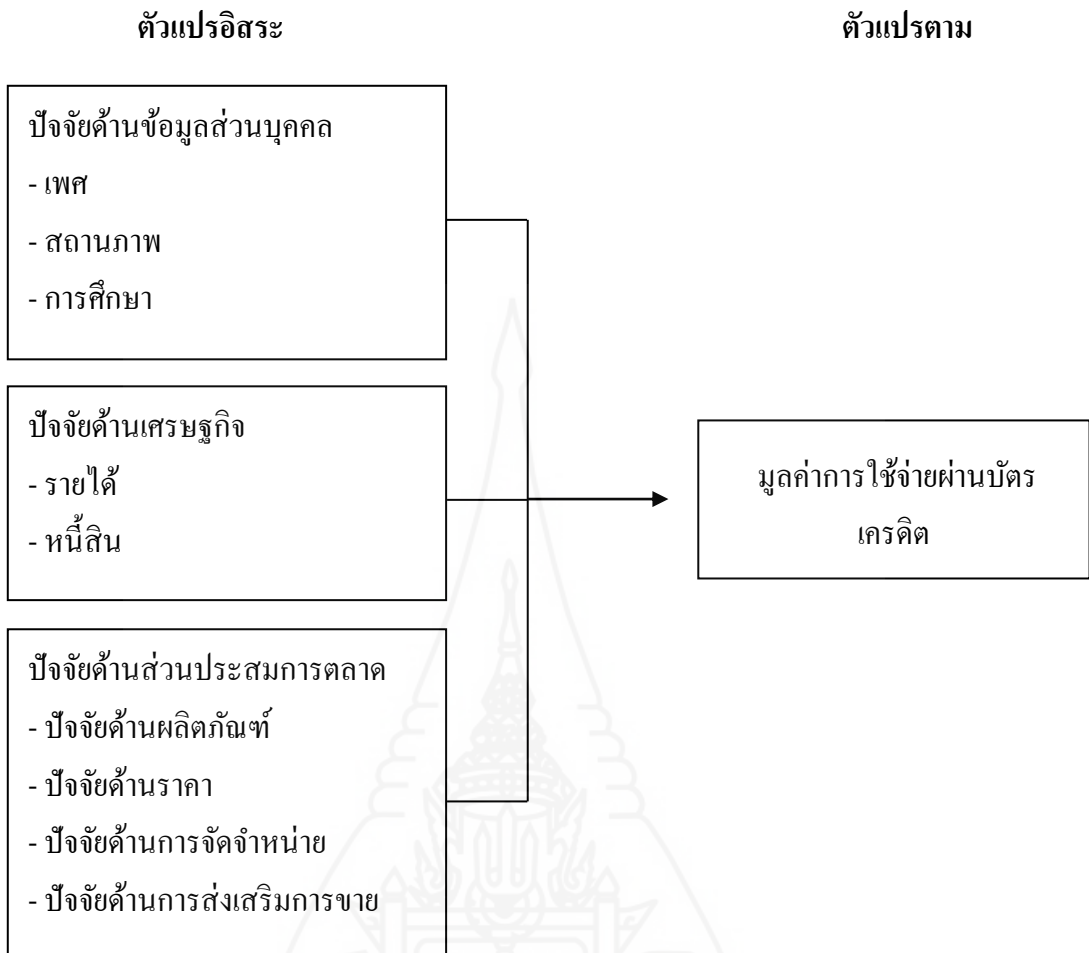 ตัวแปรอิสระ
ตัวแปรตาม
ปัจจัยด้านข้อมูลส่วนบุคคล
- เพศ
- สถานภาพ
- การศึกษา
ปัจจัยด้านเศรษฐกิจ
- รายได้
- หนี้สิน
ปัจจัยด้านส่วนประสมการตลาด
- ปัจจัยด้านผลิตภัณฑ์
- ปัจจัยด้านราคา
- ปัจจัยด้านการจัดจำหน่าย
- ปัจจัยด้านการส่งเสริมการขาย
มูลค่าการใช้จ่ายผ่านบัตร
เครดิต